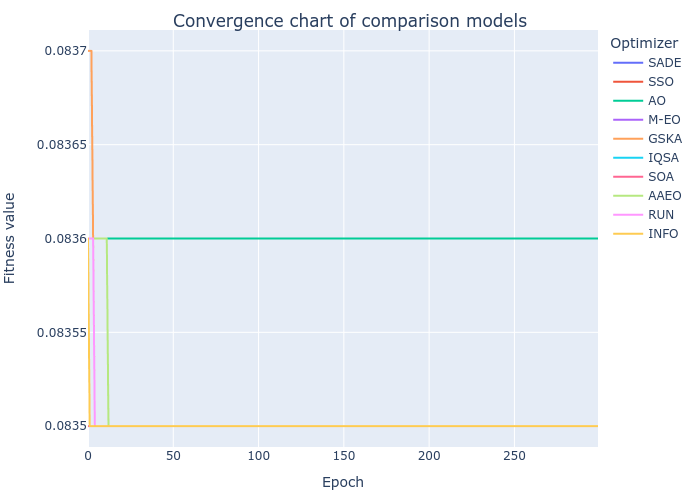 Convergence chart of comparison models
Fitness value
0.0837
0.08365
0.0836
0.08355
0.0835
0
50
100
150
200
250
Epoch
Optimizer
SADE
SSO
AO
M-EO
GSKA
IQSA
SOA
AAEO
RUN
INFO